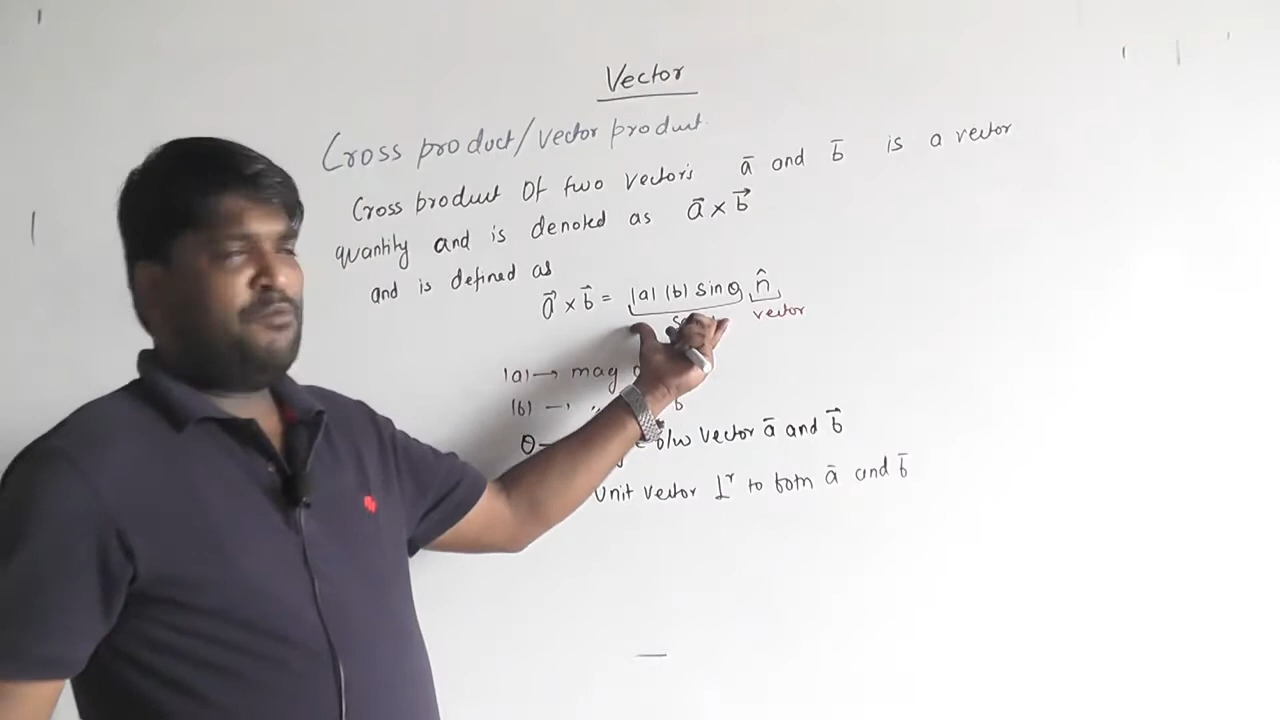 Vector
Cross product/vector product.
Cross product Of two vectors ā and b̄ is a vector
quantity and is denoted as a⃗ × b⃗
and is defined as
a⃗ × b⃗ = |a| |b| sinθ n̂
vector
|a| → mag
|b| → " b
θ b/w vector ā and b⃗
unit vector ⊥ʳ to both ā and b̄